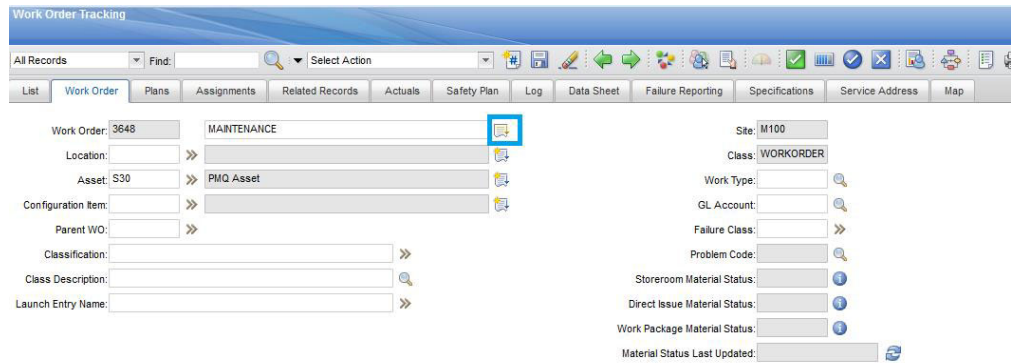 Work Order Tracking
All Records Find: Select Action
List Work Order Plans Assignments Related Records Actuals Safety Plan Log Data Sheet Failure Reporting Specifications Service Address Map
Work Order: 3648 MAINTENANCE Site: M100
Location: Class: WORKORDER
Asset: S30 PMQ Asset Work Type:
Configuration Item: GL Account:
Parent WO: Failure Class:
Classification: Problem Code:
Class Description: Storeroom Material Status:
Launch Entry Name: Direct Issue Material Status:
Work Package Material Status:
Material Status Last Updated: